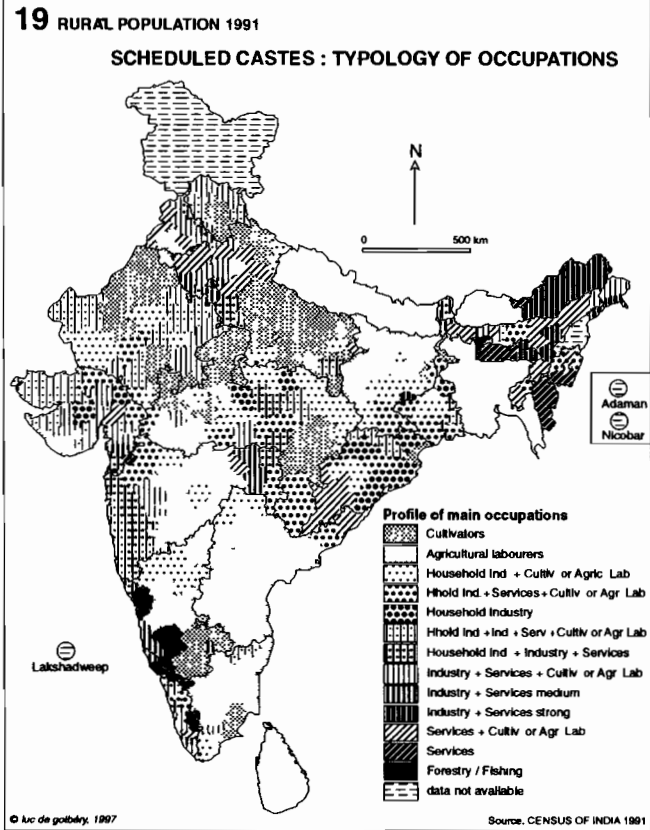 19 RURAL POPULATION 1991
SCHEDULED CASTES : TYPOLOGY OF OCCUPATIONS
N
0 500 km
Adaman
Nicobar
Lakshadweep
Profile of main occupations
Cultivators
Agricultural labourers
Household Ind + Cultiv or Agric Lab
Hhold Ind + Services + Cultiv or Agr Lab
Household Industry
Hhold Ind + Ind + Serv + Cultiv or Agr Lab
Household Ind + Industry + Services
Industry + Services + Cultiv or Agr Lab
Industry + Services medium
Industry + Services strong
Services + Cultiv or Agr Lab
Services
Forestry / Fishing
data not available
© luc de golbéry, 1997
Source. CENSUS OF INDIA 1991